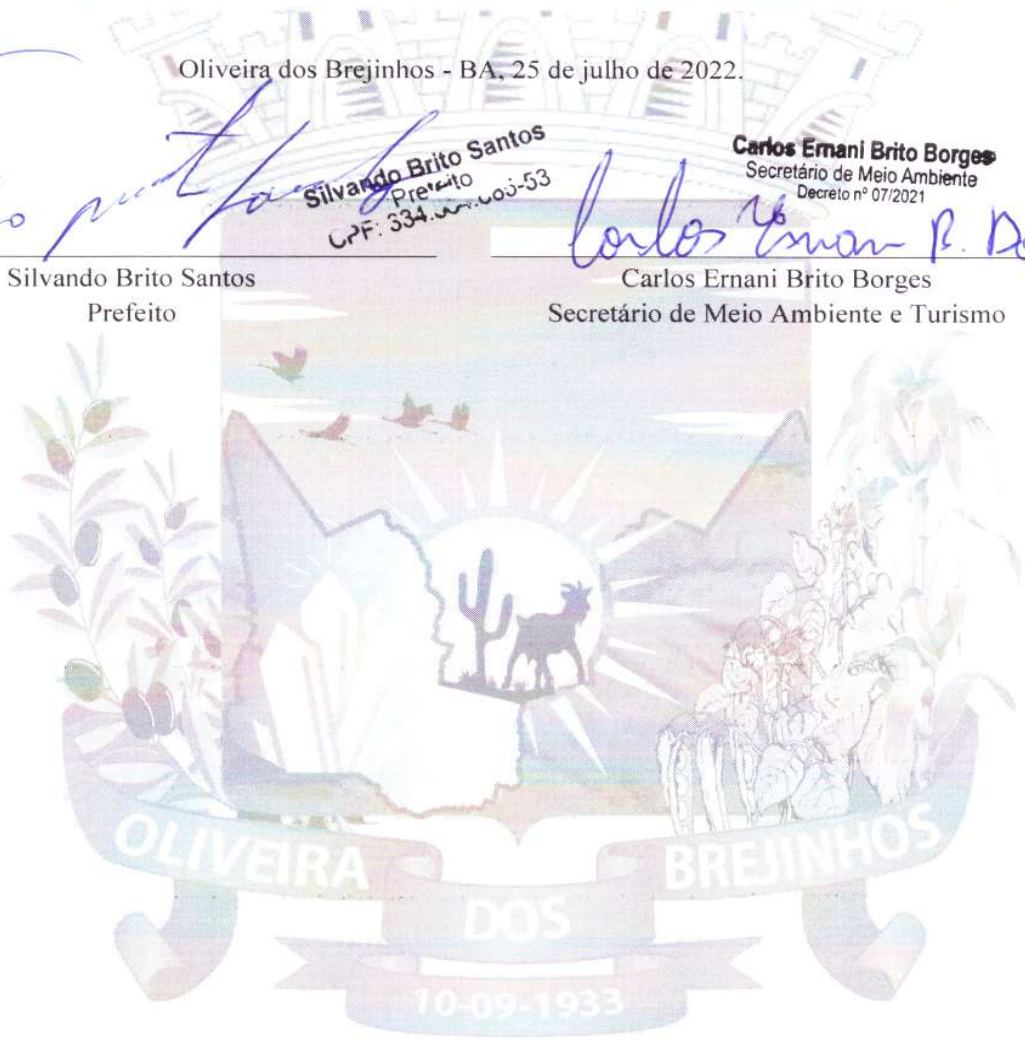 Oliveira dos Brejinhos - BA, 25 de julho de 2022.
Silvando Brito Santos
Prefeito
CPF:
Carlos Ernani Brito Borges
Secretário de Meio Ambiente
Decreto nº 07/2021
Carlos
Silvando Brito Santos
Prefeito
Carlos Ernani Brito Borges
Secretário de Meio Ambiente e Turismo
OLIVEIRA
DOS
BREJINHOS
10-09-1933